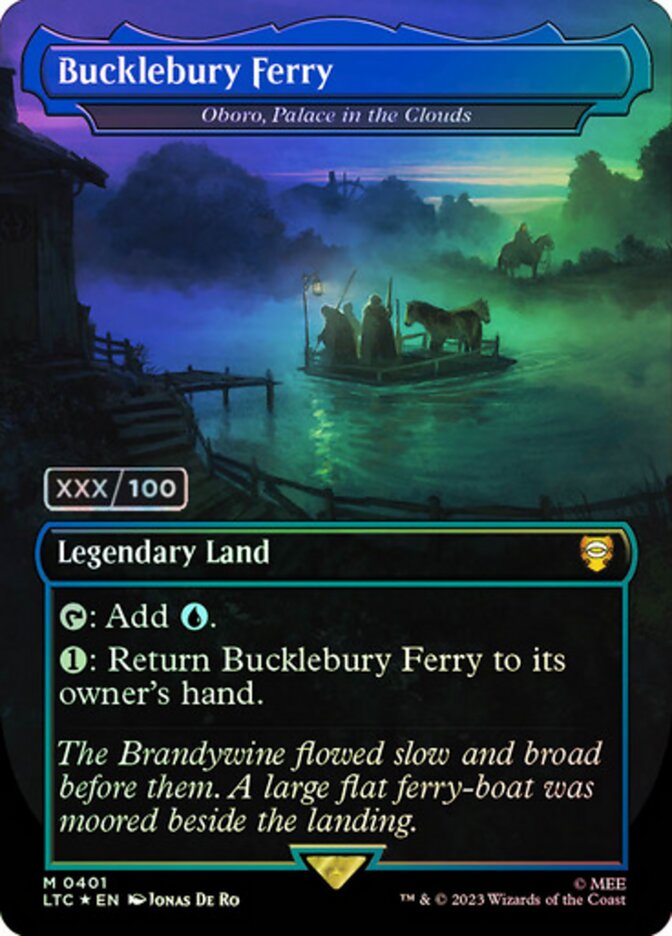 Bucklebury Ferry
Oboro, Palace in the Clouds
XXX/100
Legendary Land
: Add .
1: Return Bucklebury Ferry to its
owner's hand.
The Brandywine flowed slow and broad
before them. A large flat ferry-boat was
moored beside the landing.
M 0401
LTC ★ EN Jonas De Ro
© MEE
™ & © 2023 Wizards of the Coast